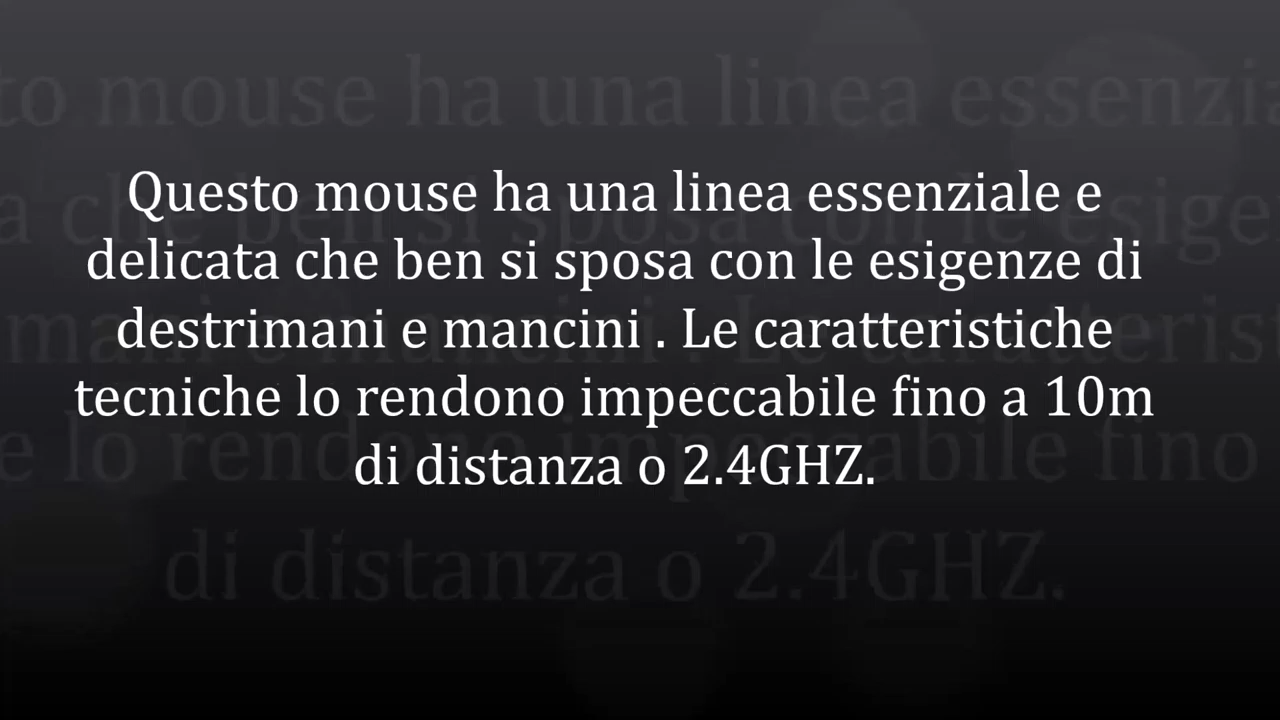 Questo mouse ha una linea essenziale e
delicata che ben si sposa con le esigenze di
destrimani e mancini . Le caratteristiche
tecniche lo rendono impeccabile fino a 10m
di distanza o 2.4GHZ.